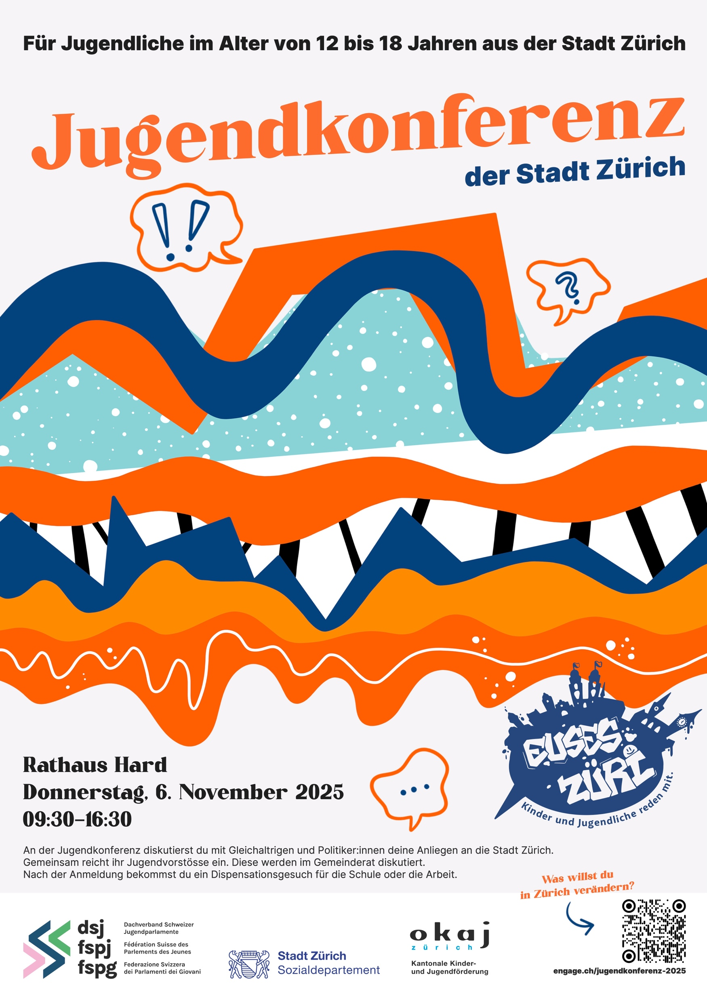 Für Jugendliche im Alter von 12 bis 18 Jahren aus der Stadt Zürich
Jugendkonferenz
der Stadt Zürich
!!
?
EUSES
ZÜRI
Kinder und Jugendliche reden mit.
Rathaus Hard
Donnerstag, 6. November 2025
09:30–16:30
...
An der Jugendkonferenz diskutierst du mit Gleichaltrigen und Politiker:innen deine Anliegen an die Stadt Zürich.
Gemeinsam reicht ihr Jugendvorstösse ein. Diese werden im Gemeinderat diskutiert.
Nach der Anmeldung bekommst du ein Dispensationsgesuch für die Schule oder die Arbeit.
Was willst du
in Zürich verändern?
dsj
fspj
fspg
Dachverband Schweizer
Jugendparlamente
Fédération Suisse des
Parlements des Jeunes
Federazione Svizzera
dei Parlamenti dei Giovani
Stadt Zürich
Sozialdepartement
okaj
zürich
Kantonale Kinder-
und Jugendförderung
engage.ch/jugendkonferenz-2025